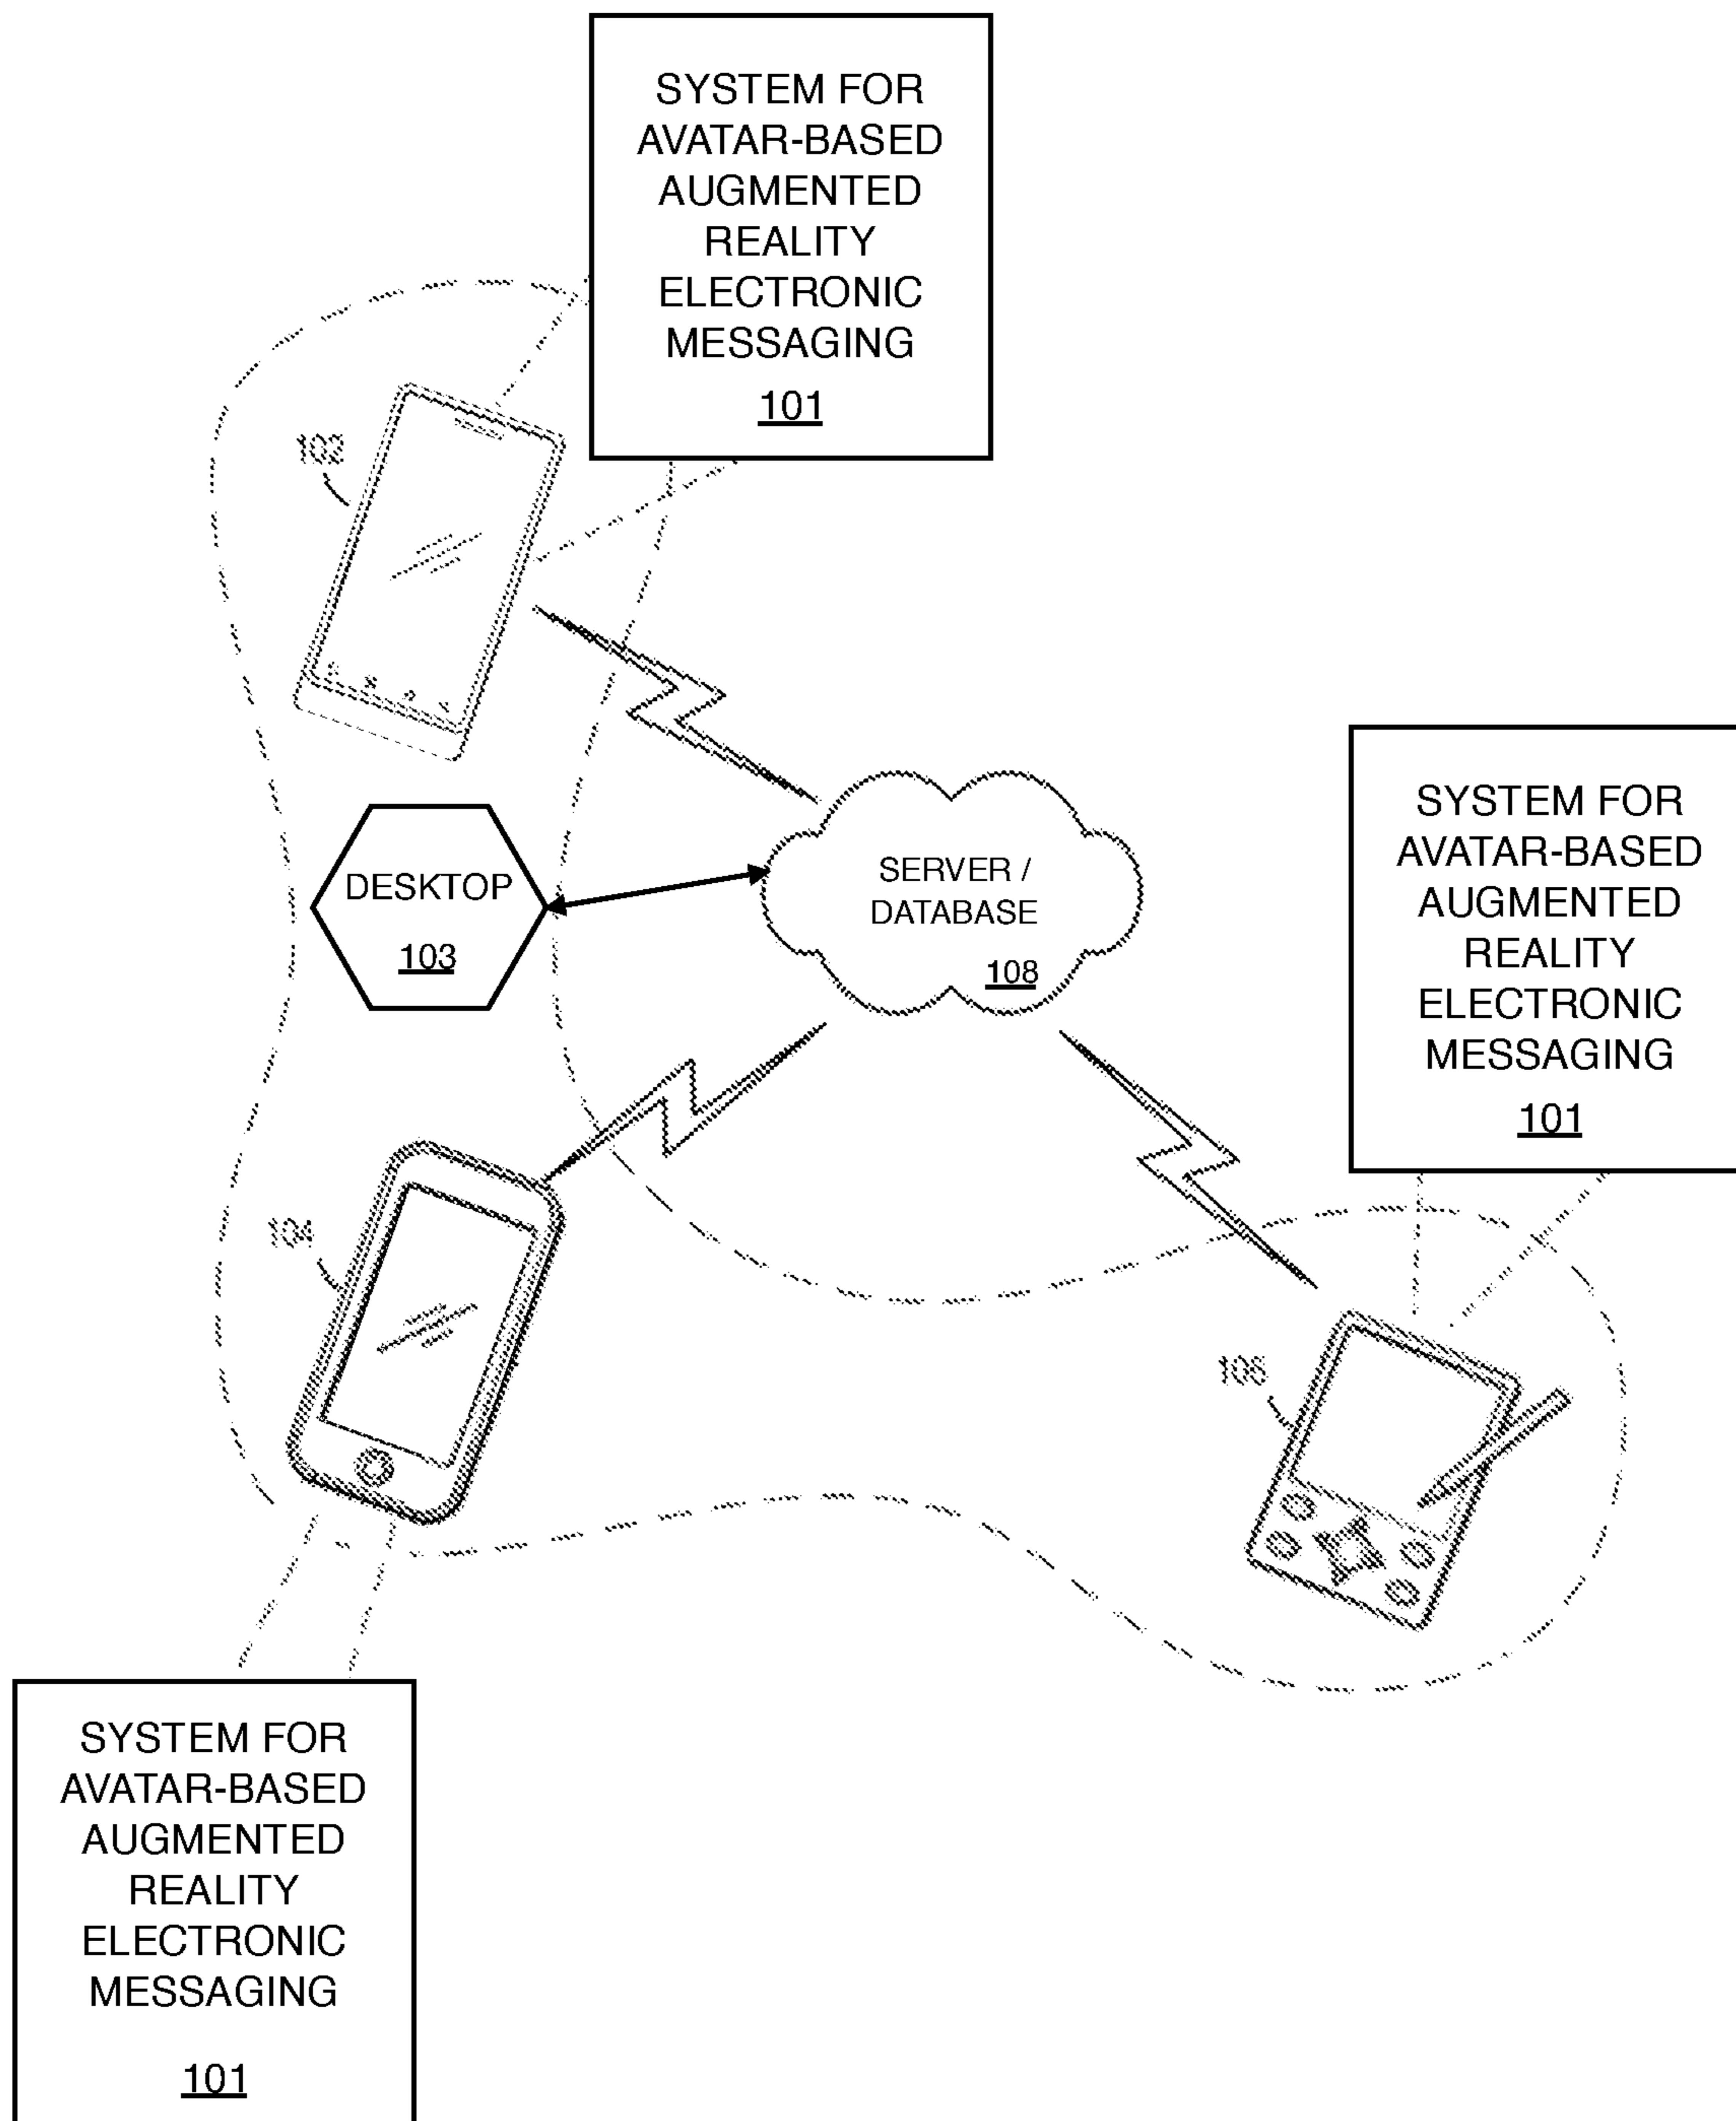 SYSTEM FOR
AVATAR-BASED
AUGMENTED
REALITY
ELECTRONIC
MESSAGING
101
102
DESKTOP
103
SERVER /
DATABASE
108
SYSTEM FOR
AVATAR-BASED
AUGMENTED
REALITY
ELECTRONIC
MESSAGING
101
104
SYSTEM FOR
AVATAR-BASED
AUGMENTED
REALITY
ELECTRONIC
MESSAGING
101